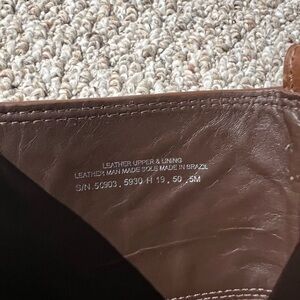 LEATHER UPPER & LINING
LEATHER MAN MADE SOLE MADE IN BRAZIL
S/N. 50903 . 5930 H 19 . 50 . 5M